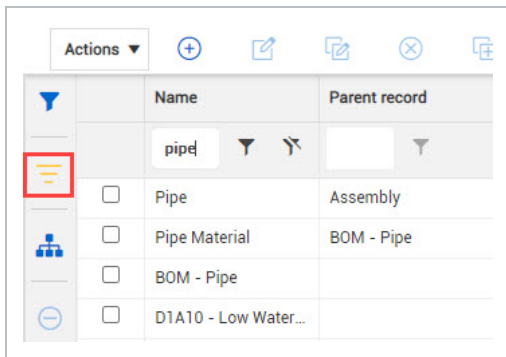 Actions
Name Parent record
pipe
Pipe Assembly
Pipe Material BOM - Pipe
BOM - Pipe
D1A10 - Low Water...